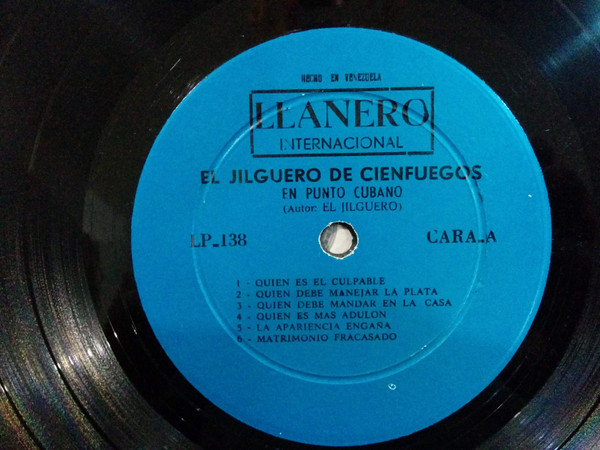 HECHO EN VENEZUELA
LLANERO
INTERNACIONAL
EL JILGUERO DE CIENFUEGOS
EN PUNTO CUBANO
(Autor: EL JILGUERO)
LP-138 CARA-A
1 - QUIEN ES EL CULPABLE
2 - QUIEN DEBE MANEJAR LA PLATA
3 - QUIEN DEBE MANDAR EN LA CASA
4 - QUIEN ES MAS ADULON
5 - LA APARIENCIA ENGAÑA
6 - MATRIMONIO FRACASADO